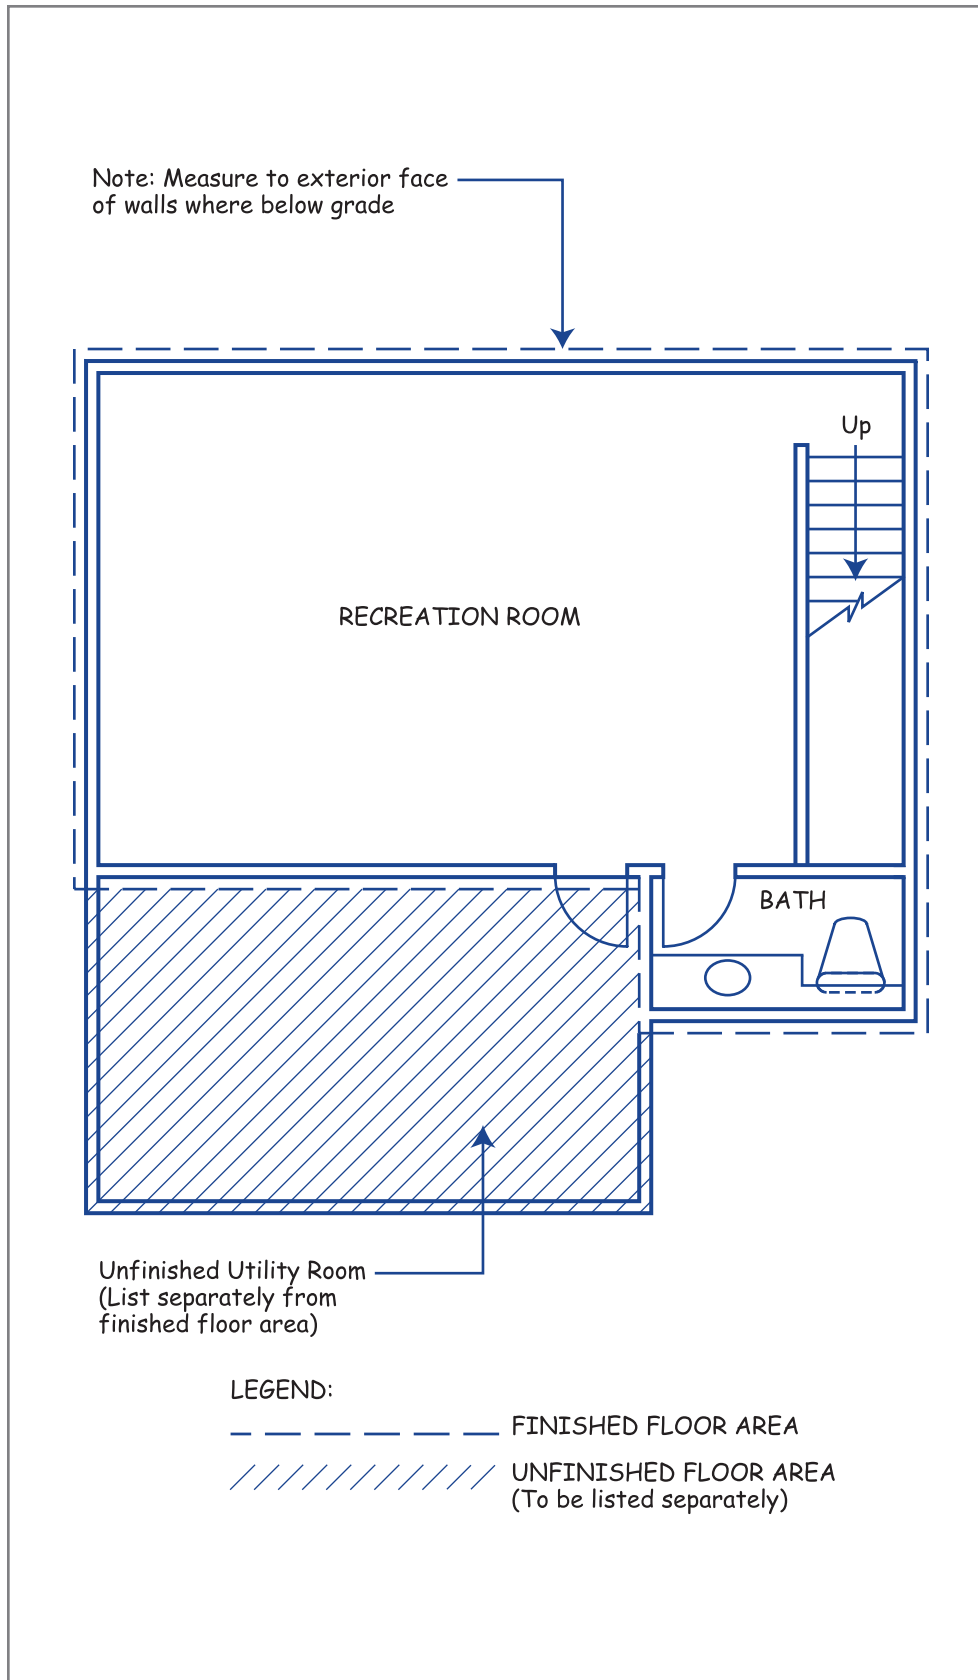 Note: Measure to exterior face
of walls where below grade
Up
RECREATION ROOM
BATH
Unfinished Utility Room
(List separately from
finished floor area)
LEGEND:
FINISHED FLOOR AREA
UNFINISHED FLOOR AREA
(To be listed separately)